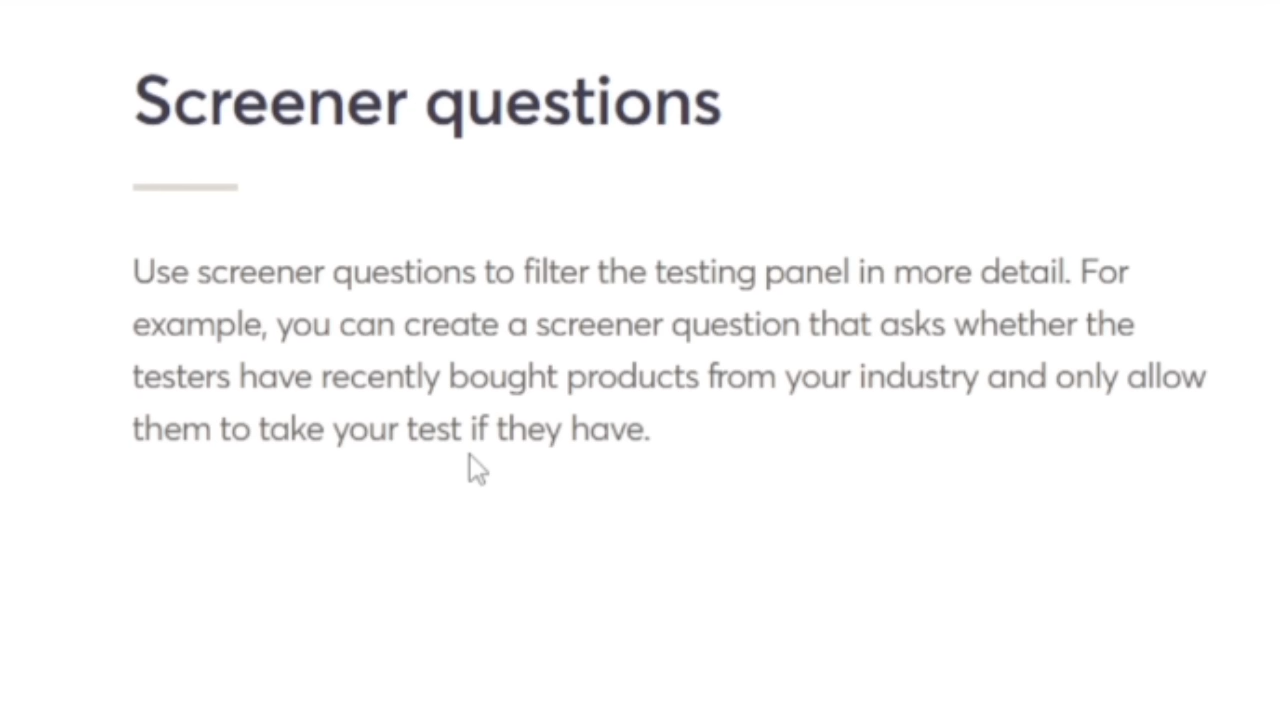 Screener questions
Use screener questions to filter the testing panel in more detail. For
example, you can create a screener question that asks whether the
testers have recently bought products from your industry and only allow
them to take your test if they have.